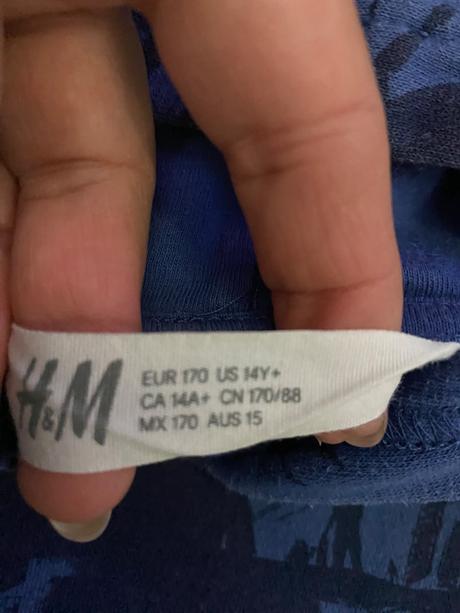 H&M
EUR 170 US 14Y+
CA 14A+ CN 170/88
MX 170 AUS 15